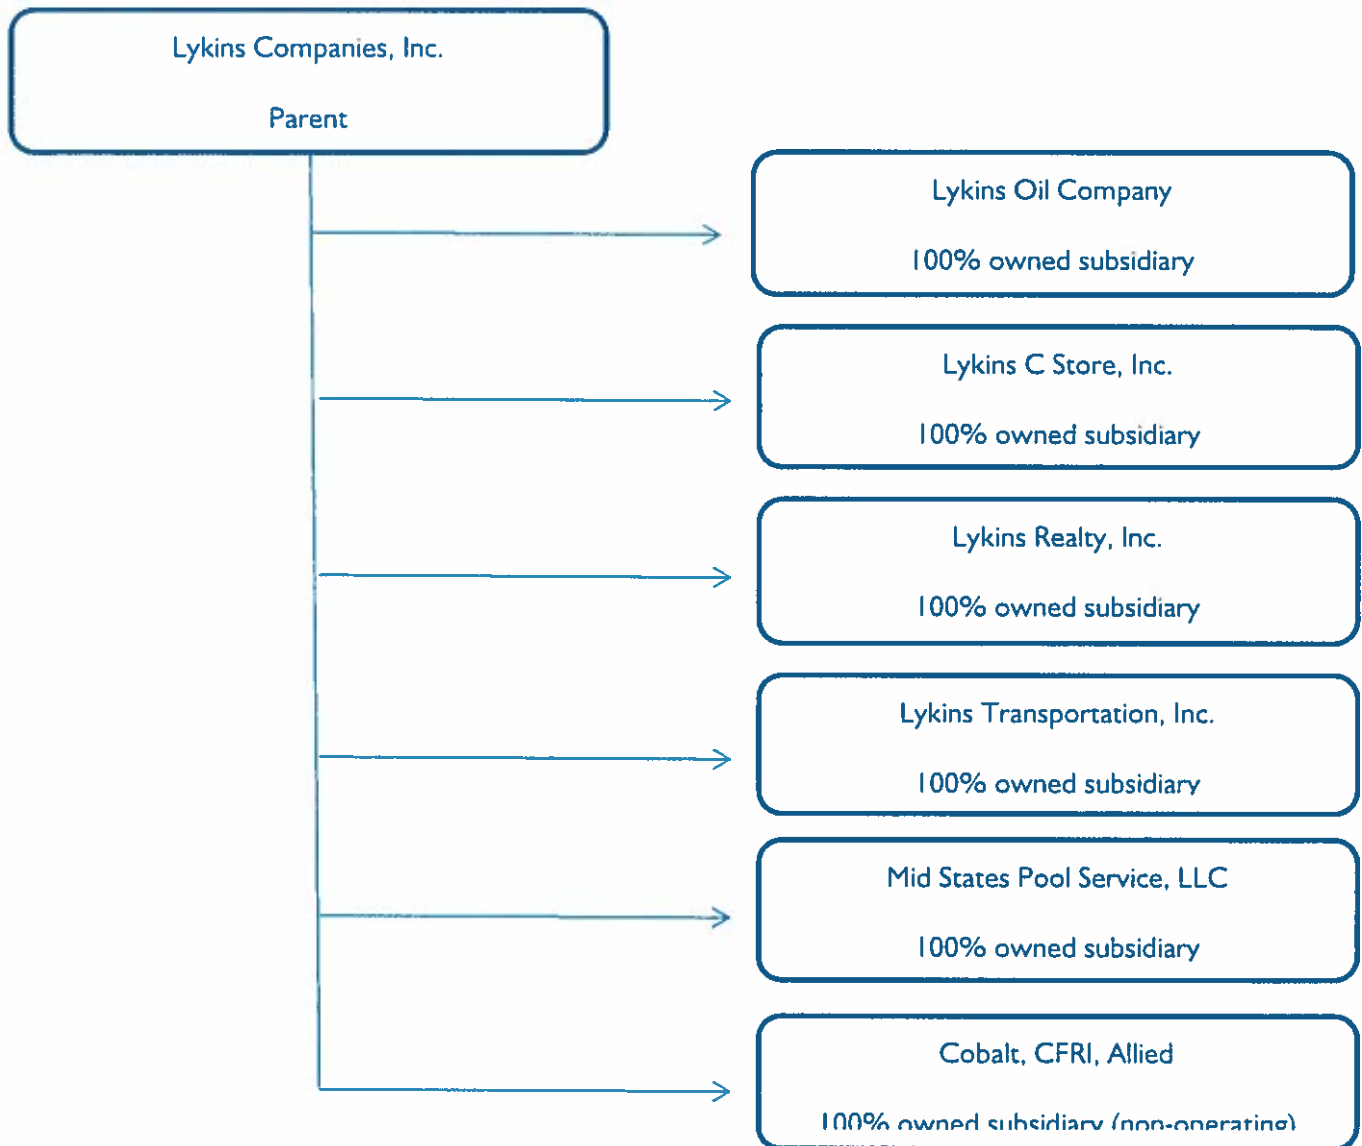 Lykins Companies, Inc.
Parent
Lykins Oil Company
100% owned subsidiary
Lykins C Store, Inc.
100% owned subsidiary
Lykins Realty, Inc.
100% owned subsidiary
Lykins Transportation, Inc.
100% owned subsidiary
Mid States Pool Service, LLC
100% owned subsidiary
Cobalt, CFRI, Allied
100% owned subsidiary (non-operating)